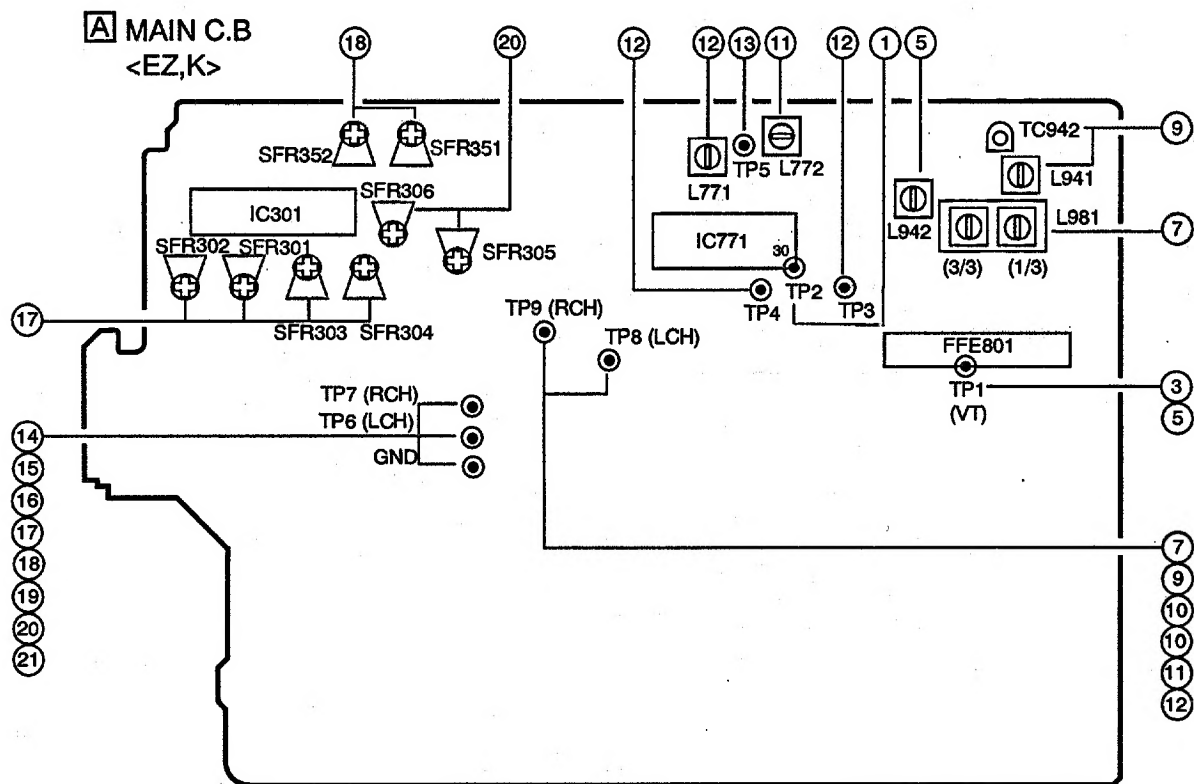 A MAIN C.B
<EZ,K>
18
20
12
12
13
11
12
1
5
TC942
9
SFR352
SFR351
TP5
L772
L941
SFR306
L771
IC301
L942
L981
7
SFR302
SFR301
SFR305
IC771
30
(3/3)
(1/3)
TP2
TP4
TP3
17
SFR303
SFR304
TP9 (RCH)
TP8 (LCH)
FFE801
TP7 (RCH)
TP1
3
(VT)
5
TP6 (LCH)
14
GND
15
16
17
18
19
20
21
7
9
10
10
11
12